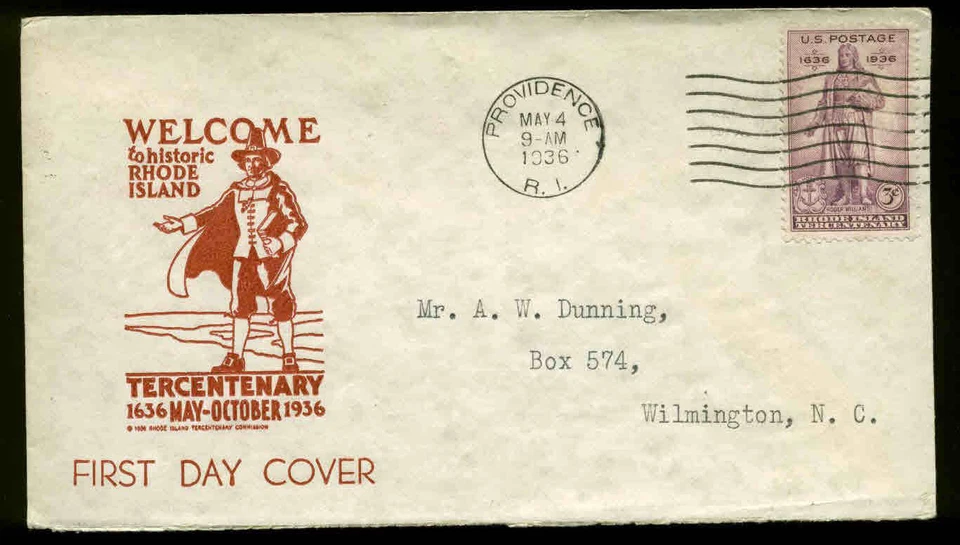 WELCOME
to historic
RHODE
ISLAND
TERCENTENARY
1636 MAY-OCTOBER 1936
© 1936 RHODE ISLAND TERCENTENARY COMMISSION
FIRST DAY COVER
PROVIDENCE
MAY 4
9-AM
1936
R. I.
U.S. POSTAGE
1636 1936
3¢
ROGER WILLIAMS
RHODE ISLAND
TERCENTENARY
Mr. A. W. Dunning,
Box 574,
Wilmington, N. C.